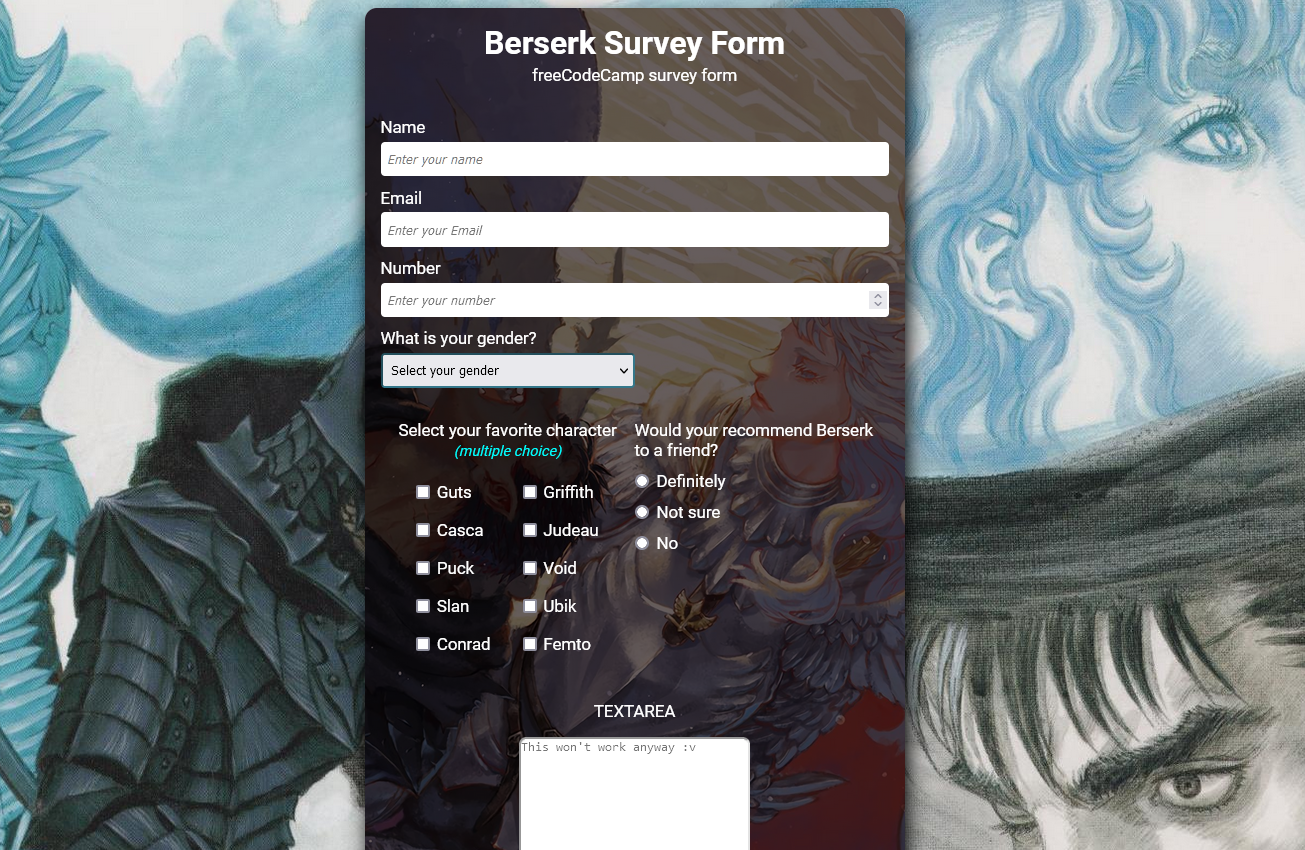 Berserk Survey Form
freeCodeCamp survey form
Name
Enter your name
Email
Enter your Email
Number
Enter your number
What is your gender?
Select your gender
Select your favorite character
(multiple choice)
Guts
Griffith
Casca
Judeau
Puck
Void
Slan
Ubik
Conrad
Femto
Would your recommend Berserk
to a friend?
Definitely
Not sure
No
TEXTAREA
This won't work anyway :v